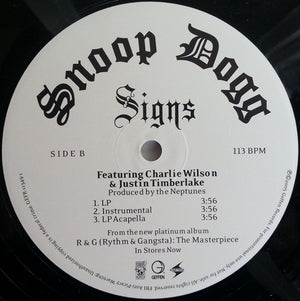 Snoop Dogg
Signs
SIDE B
113 BPM
Featuring Charlie Wilson
& Justin Timberlake
Produced by the Neptunes
1. LP 3:56
2. Instrumental 3:56
3. LP Acapella 3:56
From the new platinum album
R & G (Rythm & Gangsta): The Masterpiece
In Stores Now
GEFFEN